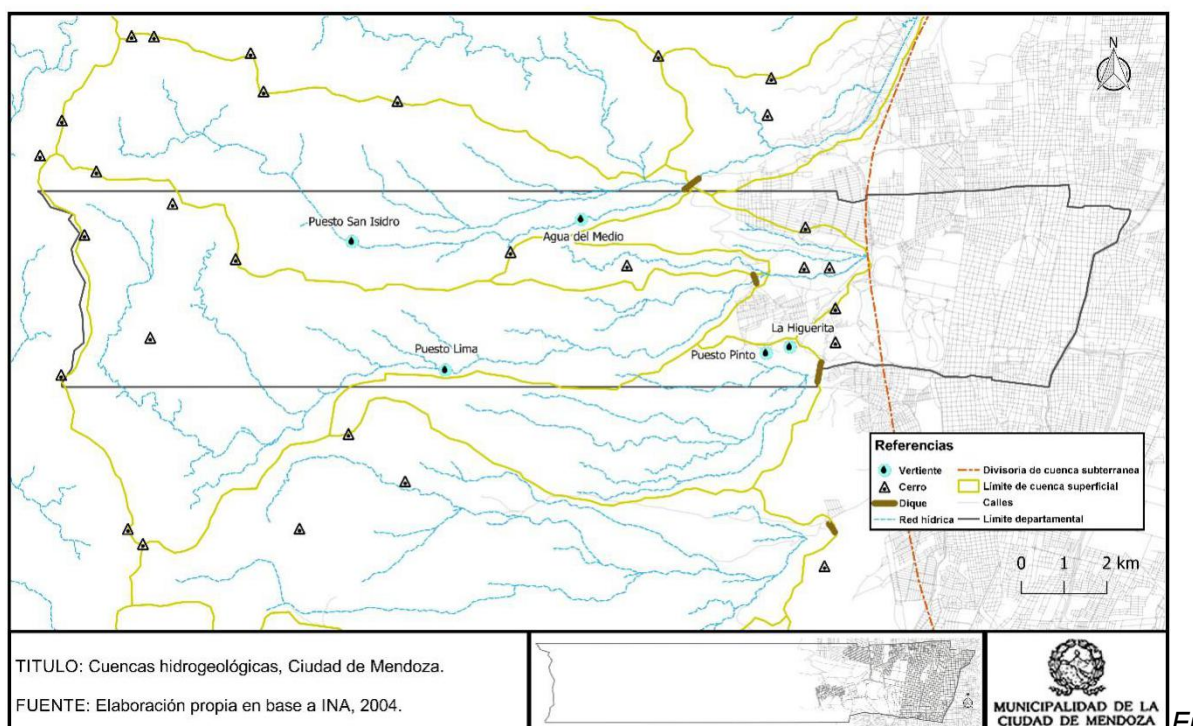 N
Puesto San Isidro
Agua del Medio
La Higuerita
Puesto Lima
Puesto Pinto
Referencias
Vertiente
Divisoria de cuenca subterranea
Cerro
Límite de cuenca superficial
Dique
Calles
Red hídrica
Límite departamental
0 1 2 km
TITULO: Cuencas hidrogeológicas, Ciudad de Mendoza.
FUENTE: Elaboración propia en base a INA, 2004.
MUNICIPALIDAD DE LA
CIUDAD DE MENDOZA